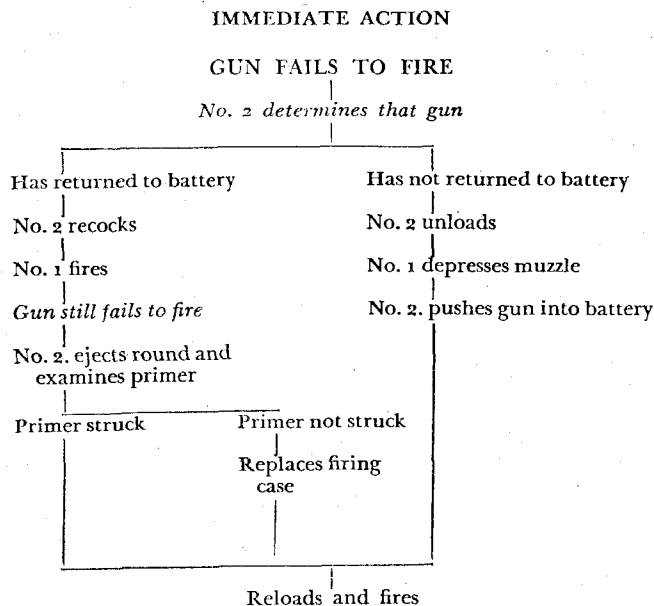 IMMEDIATE ACTION
GUN FAILS TO FIRE
No. 2 determines that gun
Has returned to battery
No. 2 recocks
No. 1 fires
Gun still fails to fire
No. 2. ejects round and
examines primer
Has not returned to battery
No. 2 unloads
No. 1 depresses muzzle
No. 2. pushes gun into battery
Primer struck
Primer not struck
Replaces firing
case
Reloads and fires